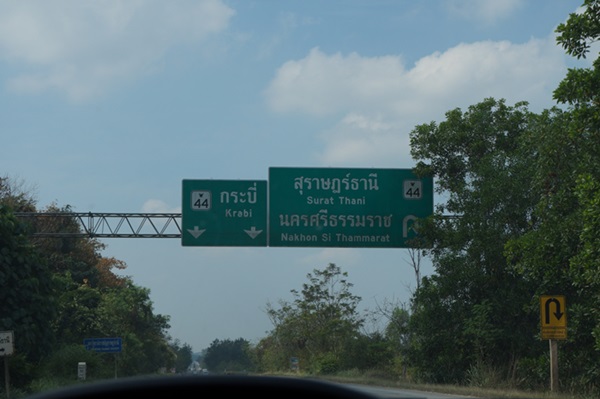 44
กระบี่
Krabi
สุราษฎร์ธานี
44
Surat Thani
นครศรีธรรมราช
Nakhon Si Thammarat